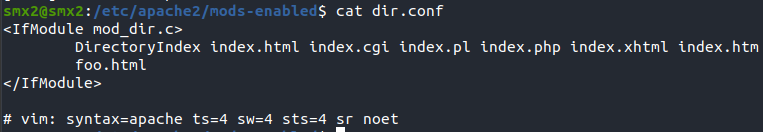 smx2@smx2:/etc/apache2/mods-enabled$ cat dir.conf
<IfModule mod_dir.c>
        DirectoryIndex index.html index.cgi index.pl index.php index.xhtml index.htm
        foo.html
</IfModule>

# vim: syntax=apache ts=4 sw=4 sts=4 sr noet